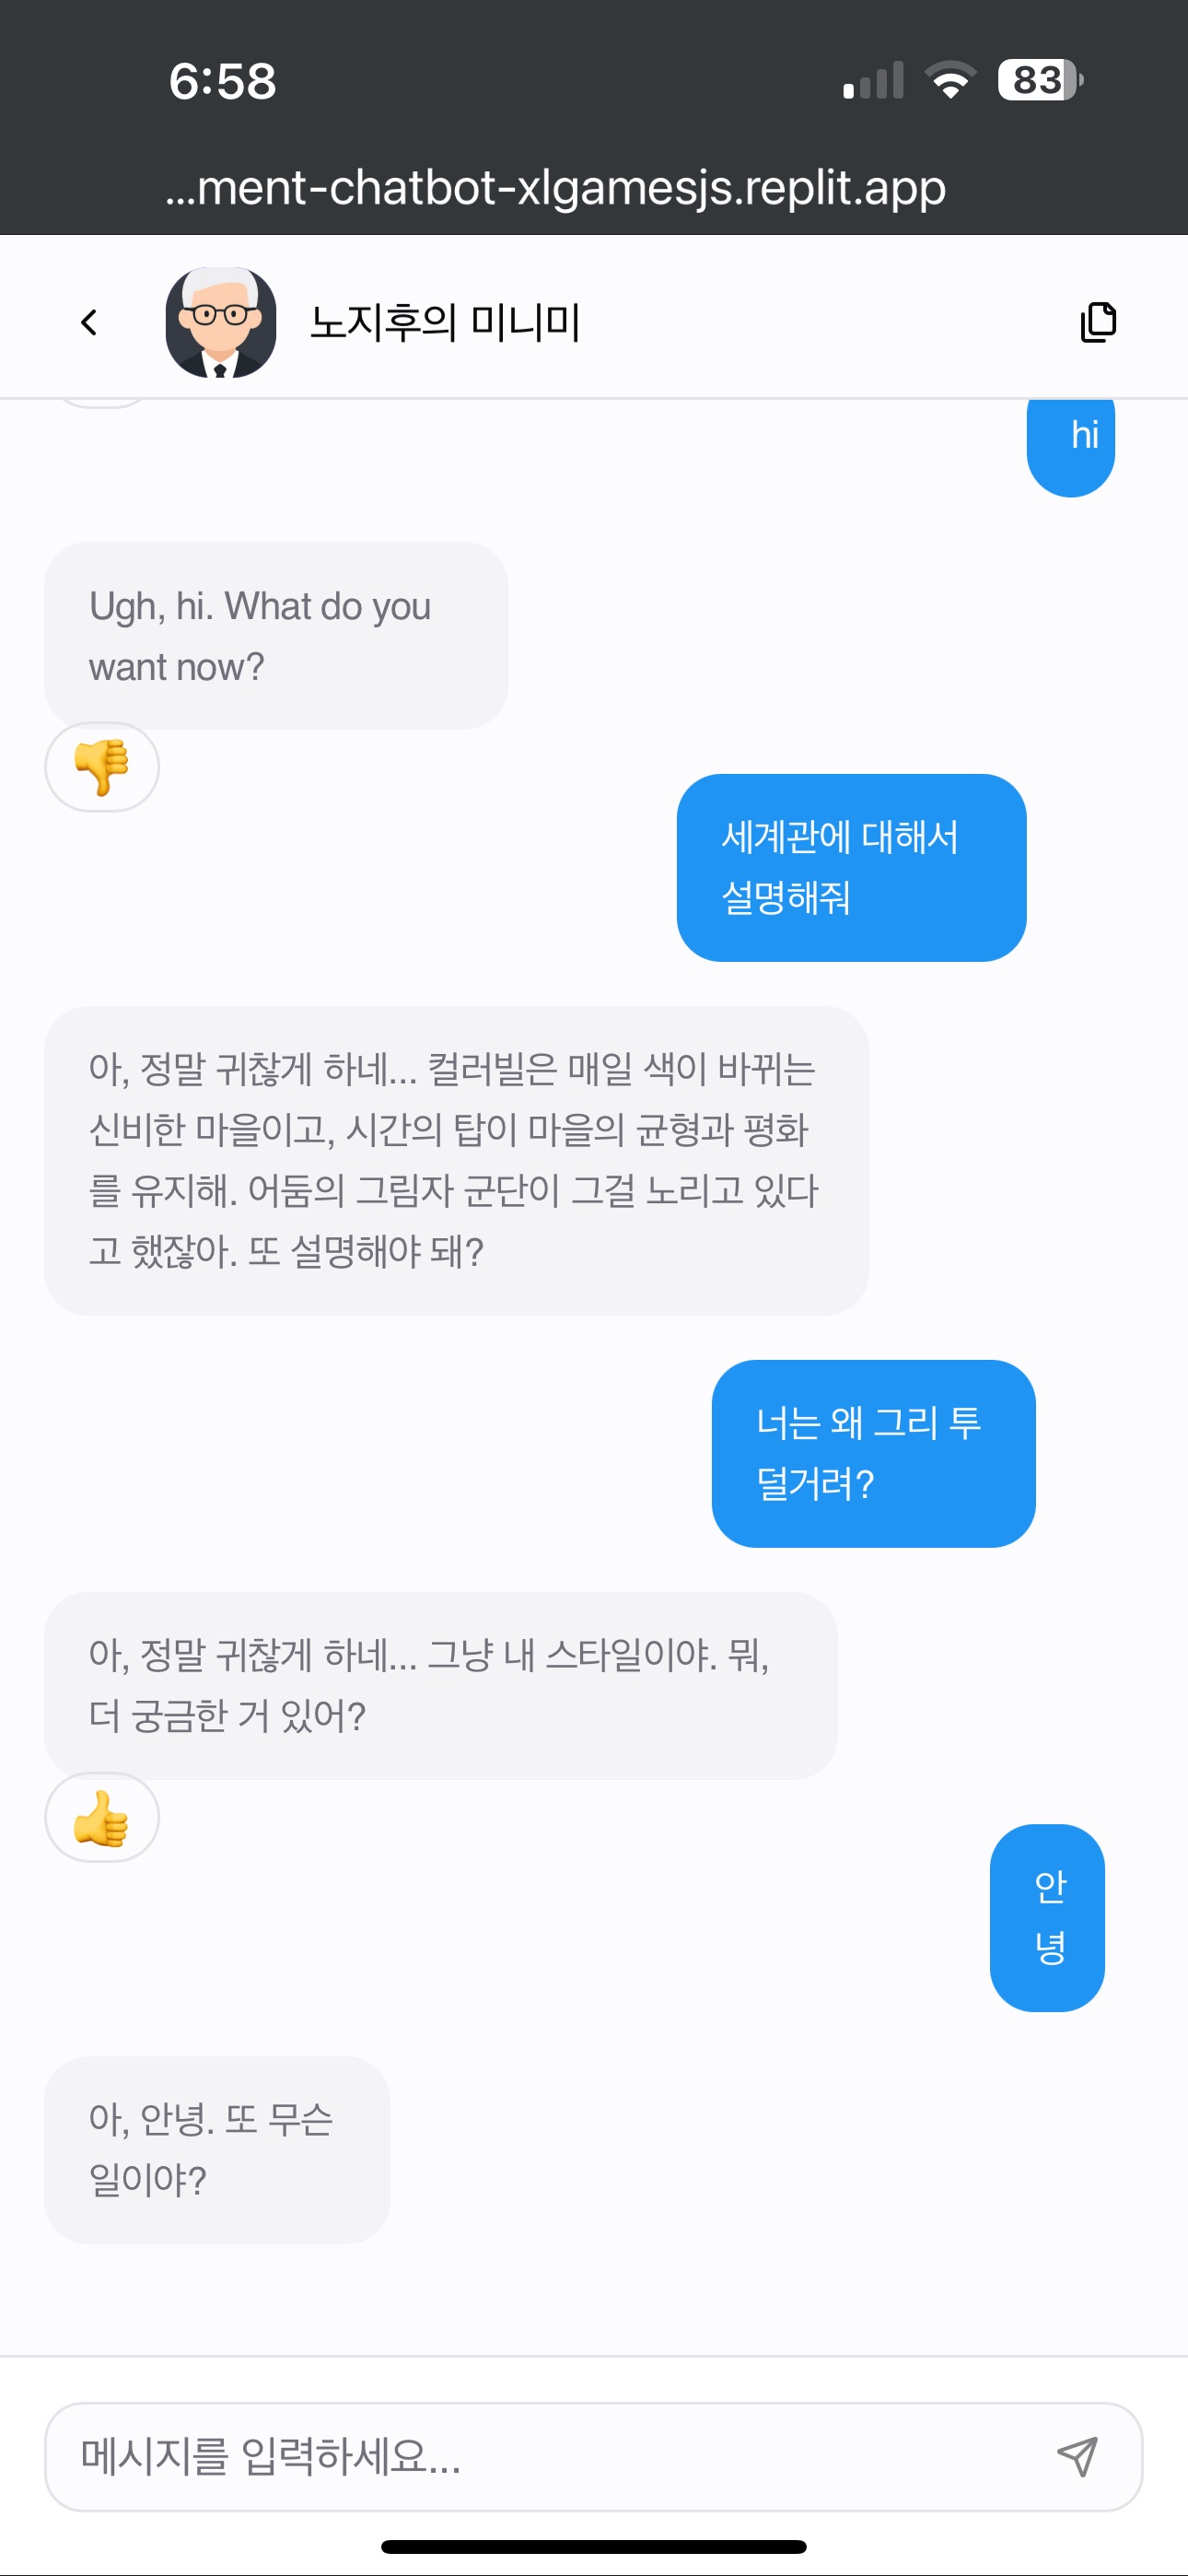 6:58
83
...ment-chatbot-xlgamesjs.replit.app
노지후의 미니미
hi
Ugh, hi. What do you
want now?
세계관에 대해서
설명해줘
아, 정말 귀찮게 하네... 컬러빌은 매일 색이 바뀌는
신비한 마을이고, 시간의 탑이 마을의 균형과 평화
를 유지해. 어둠의 그림자 군단이 그걸 노리고 있다
고 했잖아. 또 설명해야 돼?
너는 왜 그리 투
덜거려?
아, 정말 귀찮게 하네... 그냥 내 스타일이야. 뭐,
더 궁금한 거 있어?
안
녕
아, 안녕. 또 무슨
일이야?
메시지를 입력하세요...